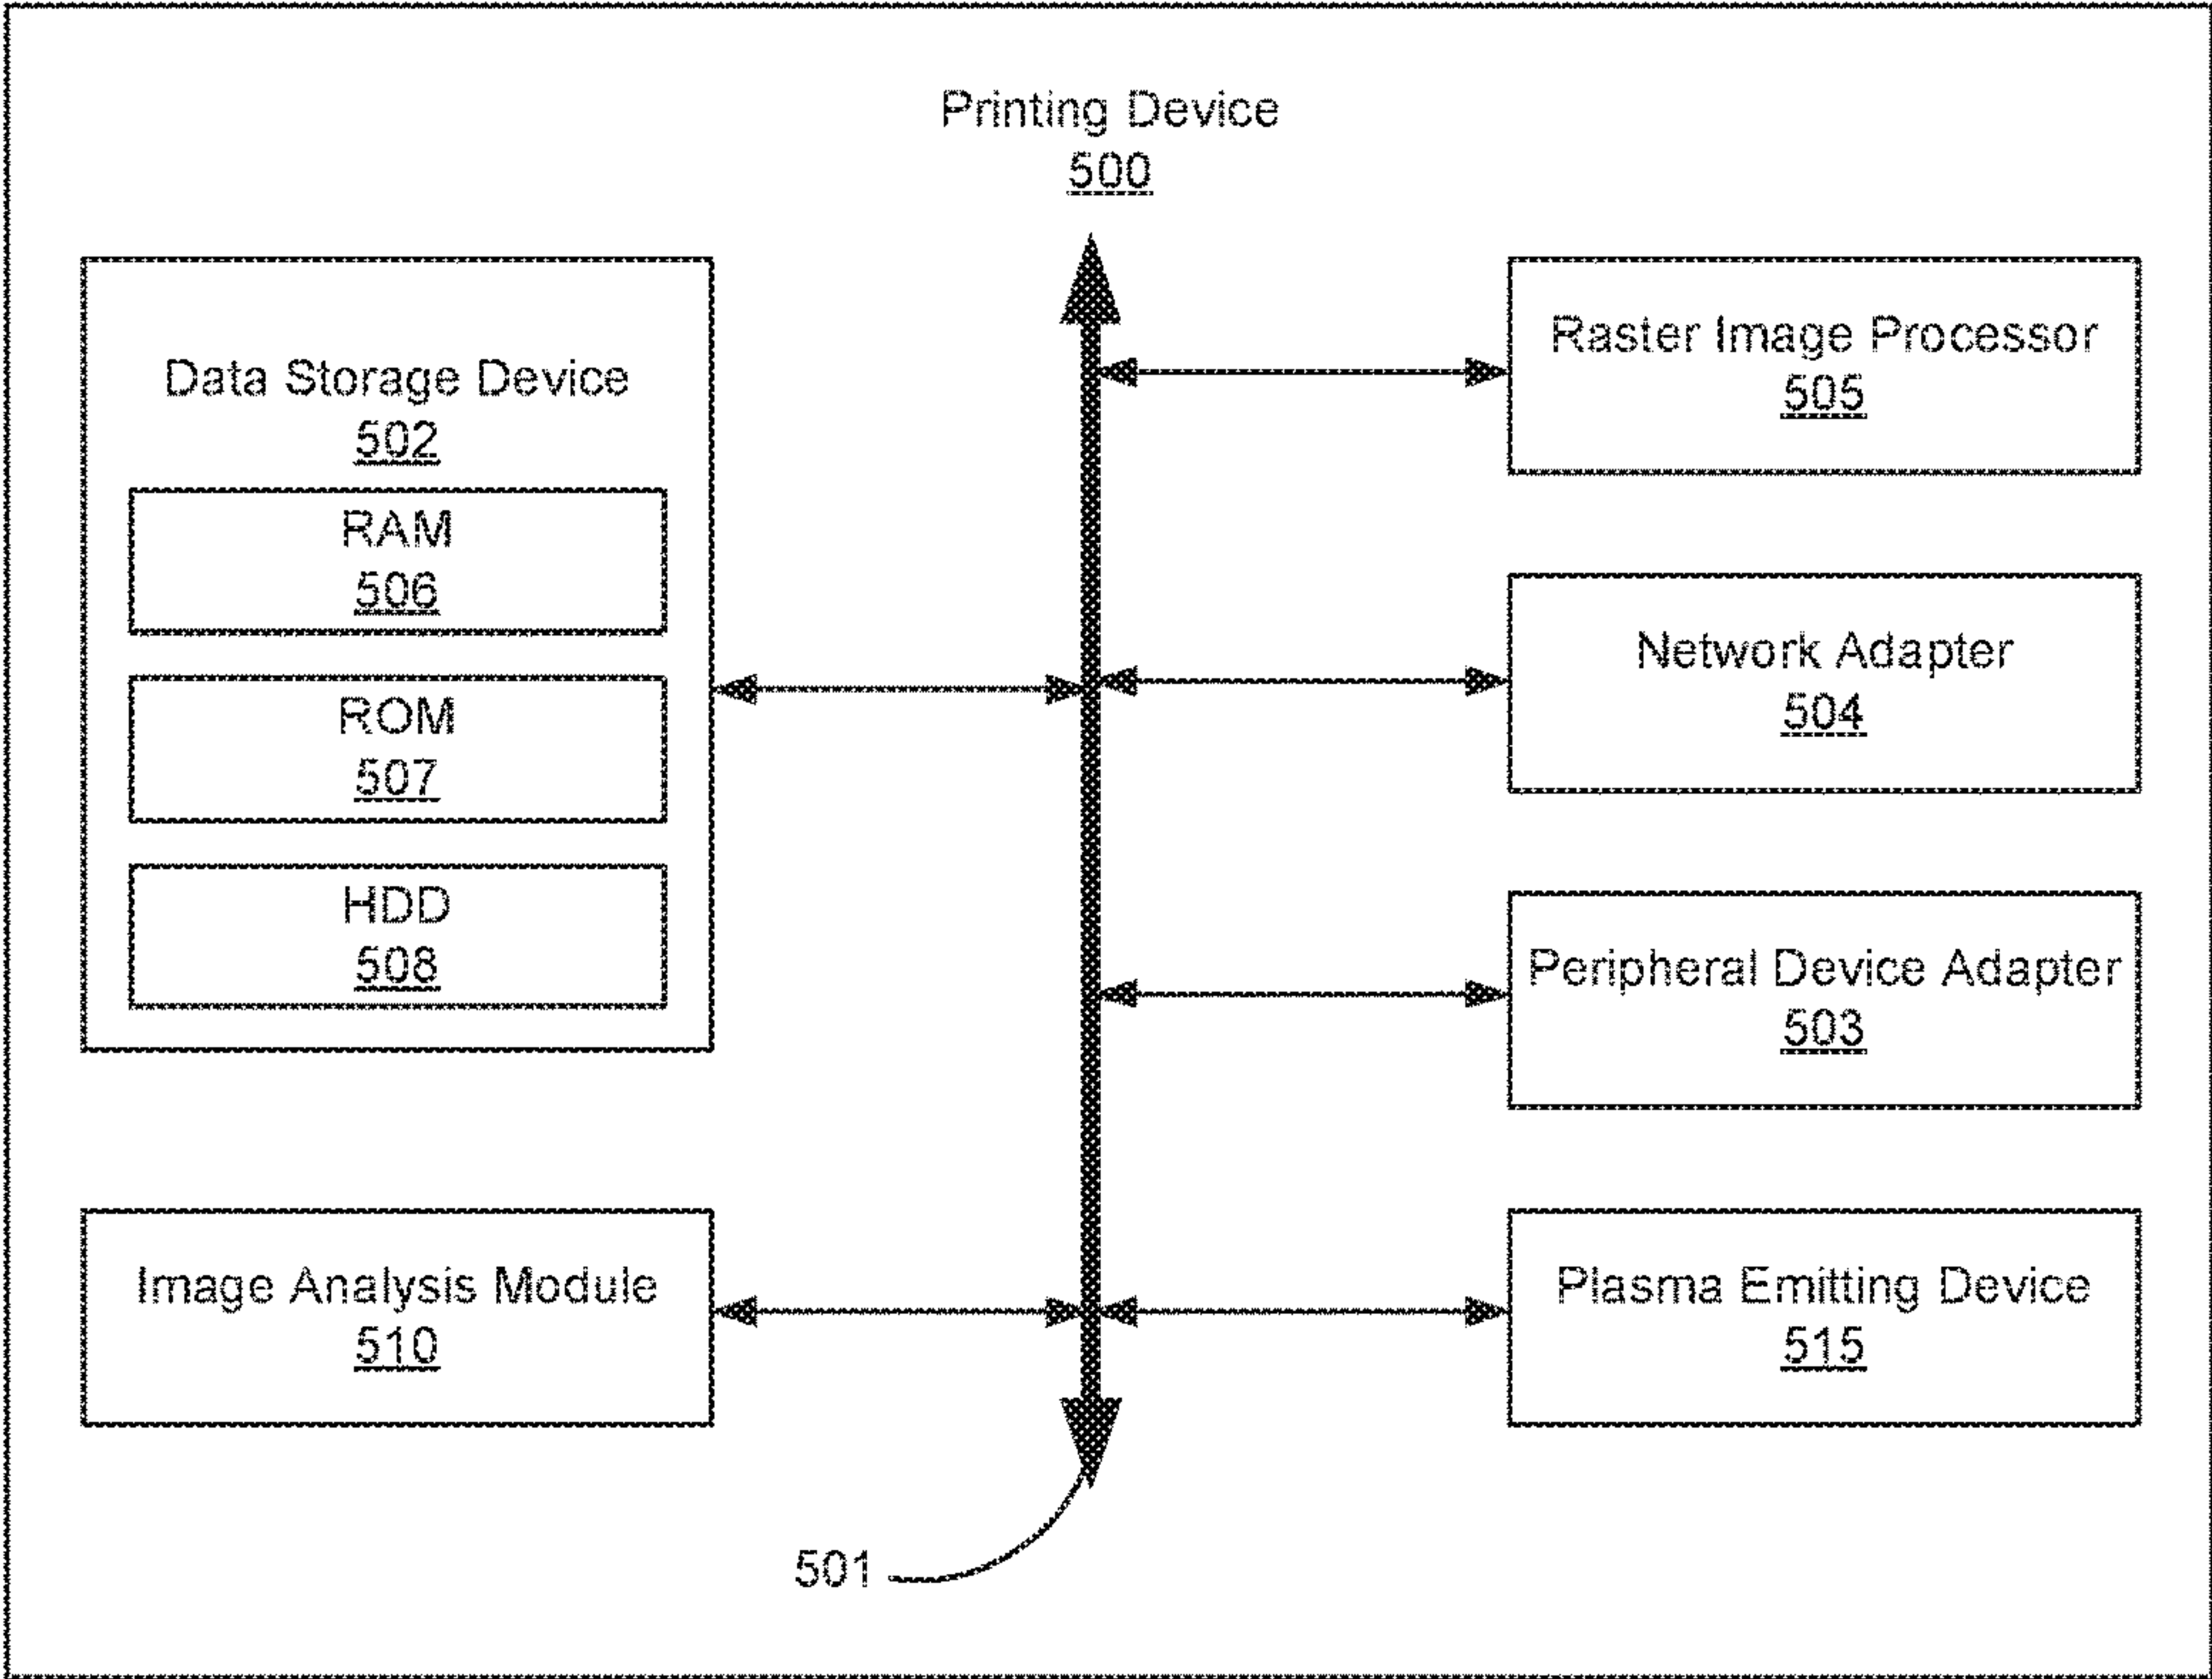 Printing Device
500
Data Storage Device
502
RAM
506
ROM
507
HDD
508
Image Analysis Module
510
Raster Image Processor
505
Network Adapter
504
Peripheral Device Adapter
503
Plasma Emitting Device
515
501